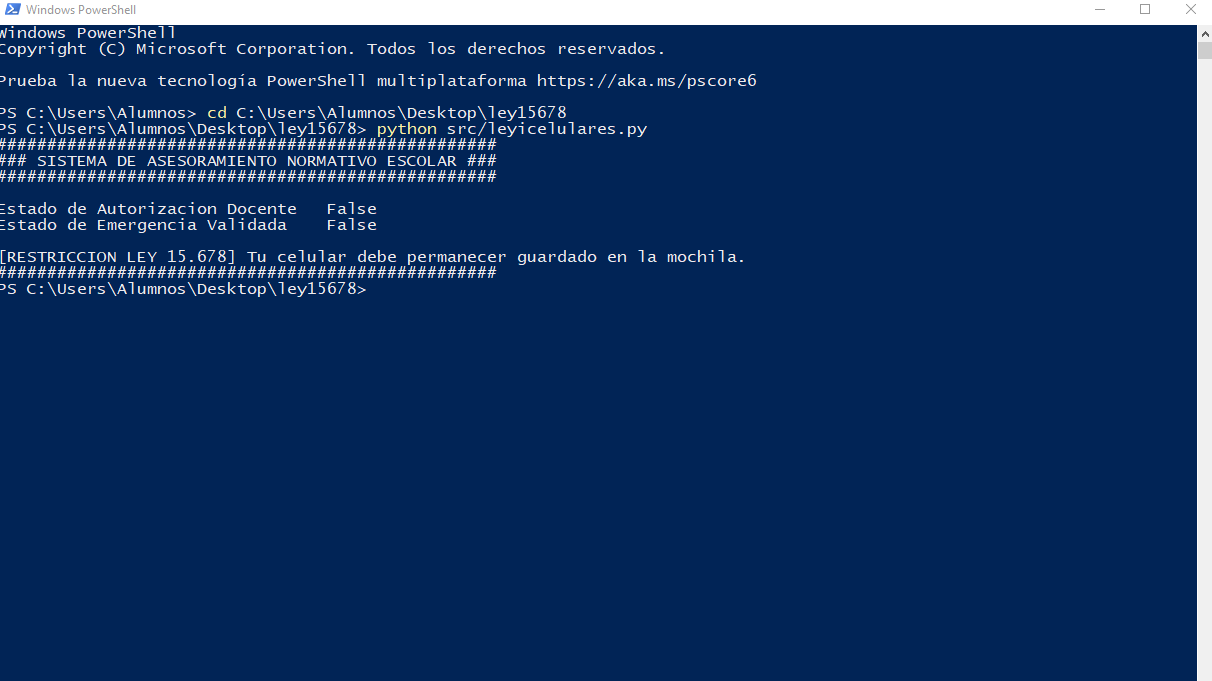 Windows PowerShell
Windows PowerShell
Copyright (C) Microsoft Corporation. Todos los derechos reservados.
Prueba la nueva tecnología PowerShell multiplataforma https://aka.ms/pscore6
PS C:\Users\Alumnos> cd C:\Users\Alumnos\Desktop\ley15678
PS C:\Users\Alumnos\Desktop\ley15678> python src/leyicelulares.py
##################################################
### SISTEMA DE ASESORAMIENTO NORMATIVO ESCOLAR ###
##################################################
Estado de Autorizacion Docente   False
Estado de Emergencia Validada    False
[RESTRICCION LEY 15.678] Tu celular debe permanecer guardado en la mochila.
##################################################
PS C:\Users\Alumnos\Desktop\ley15678>